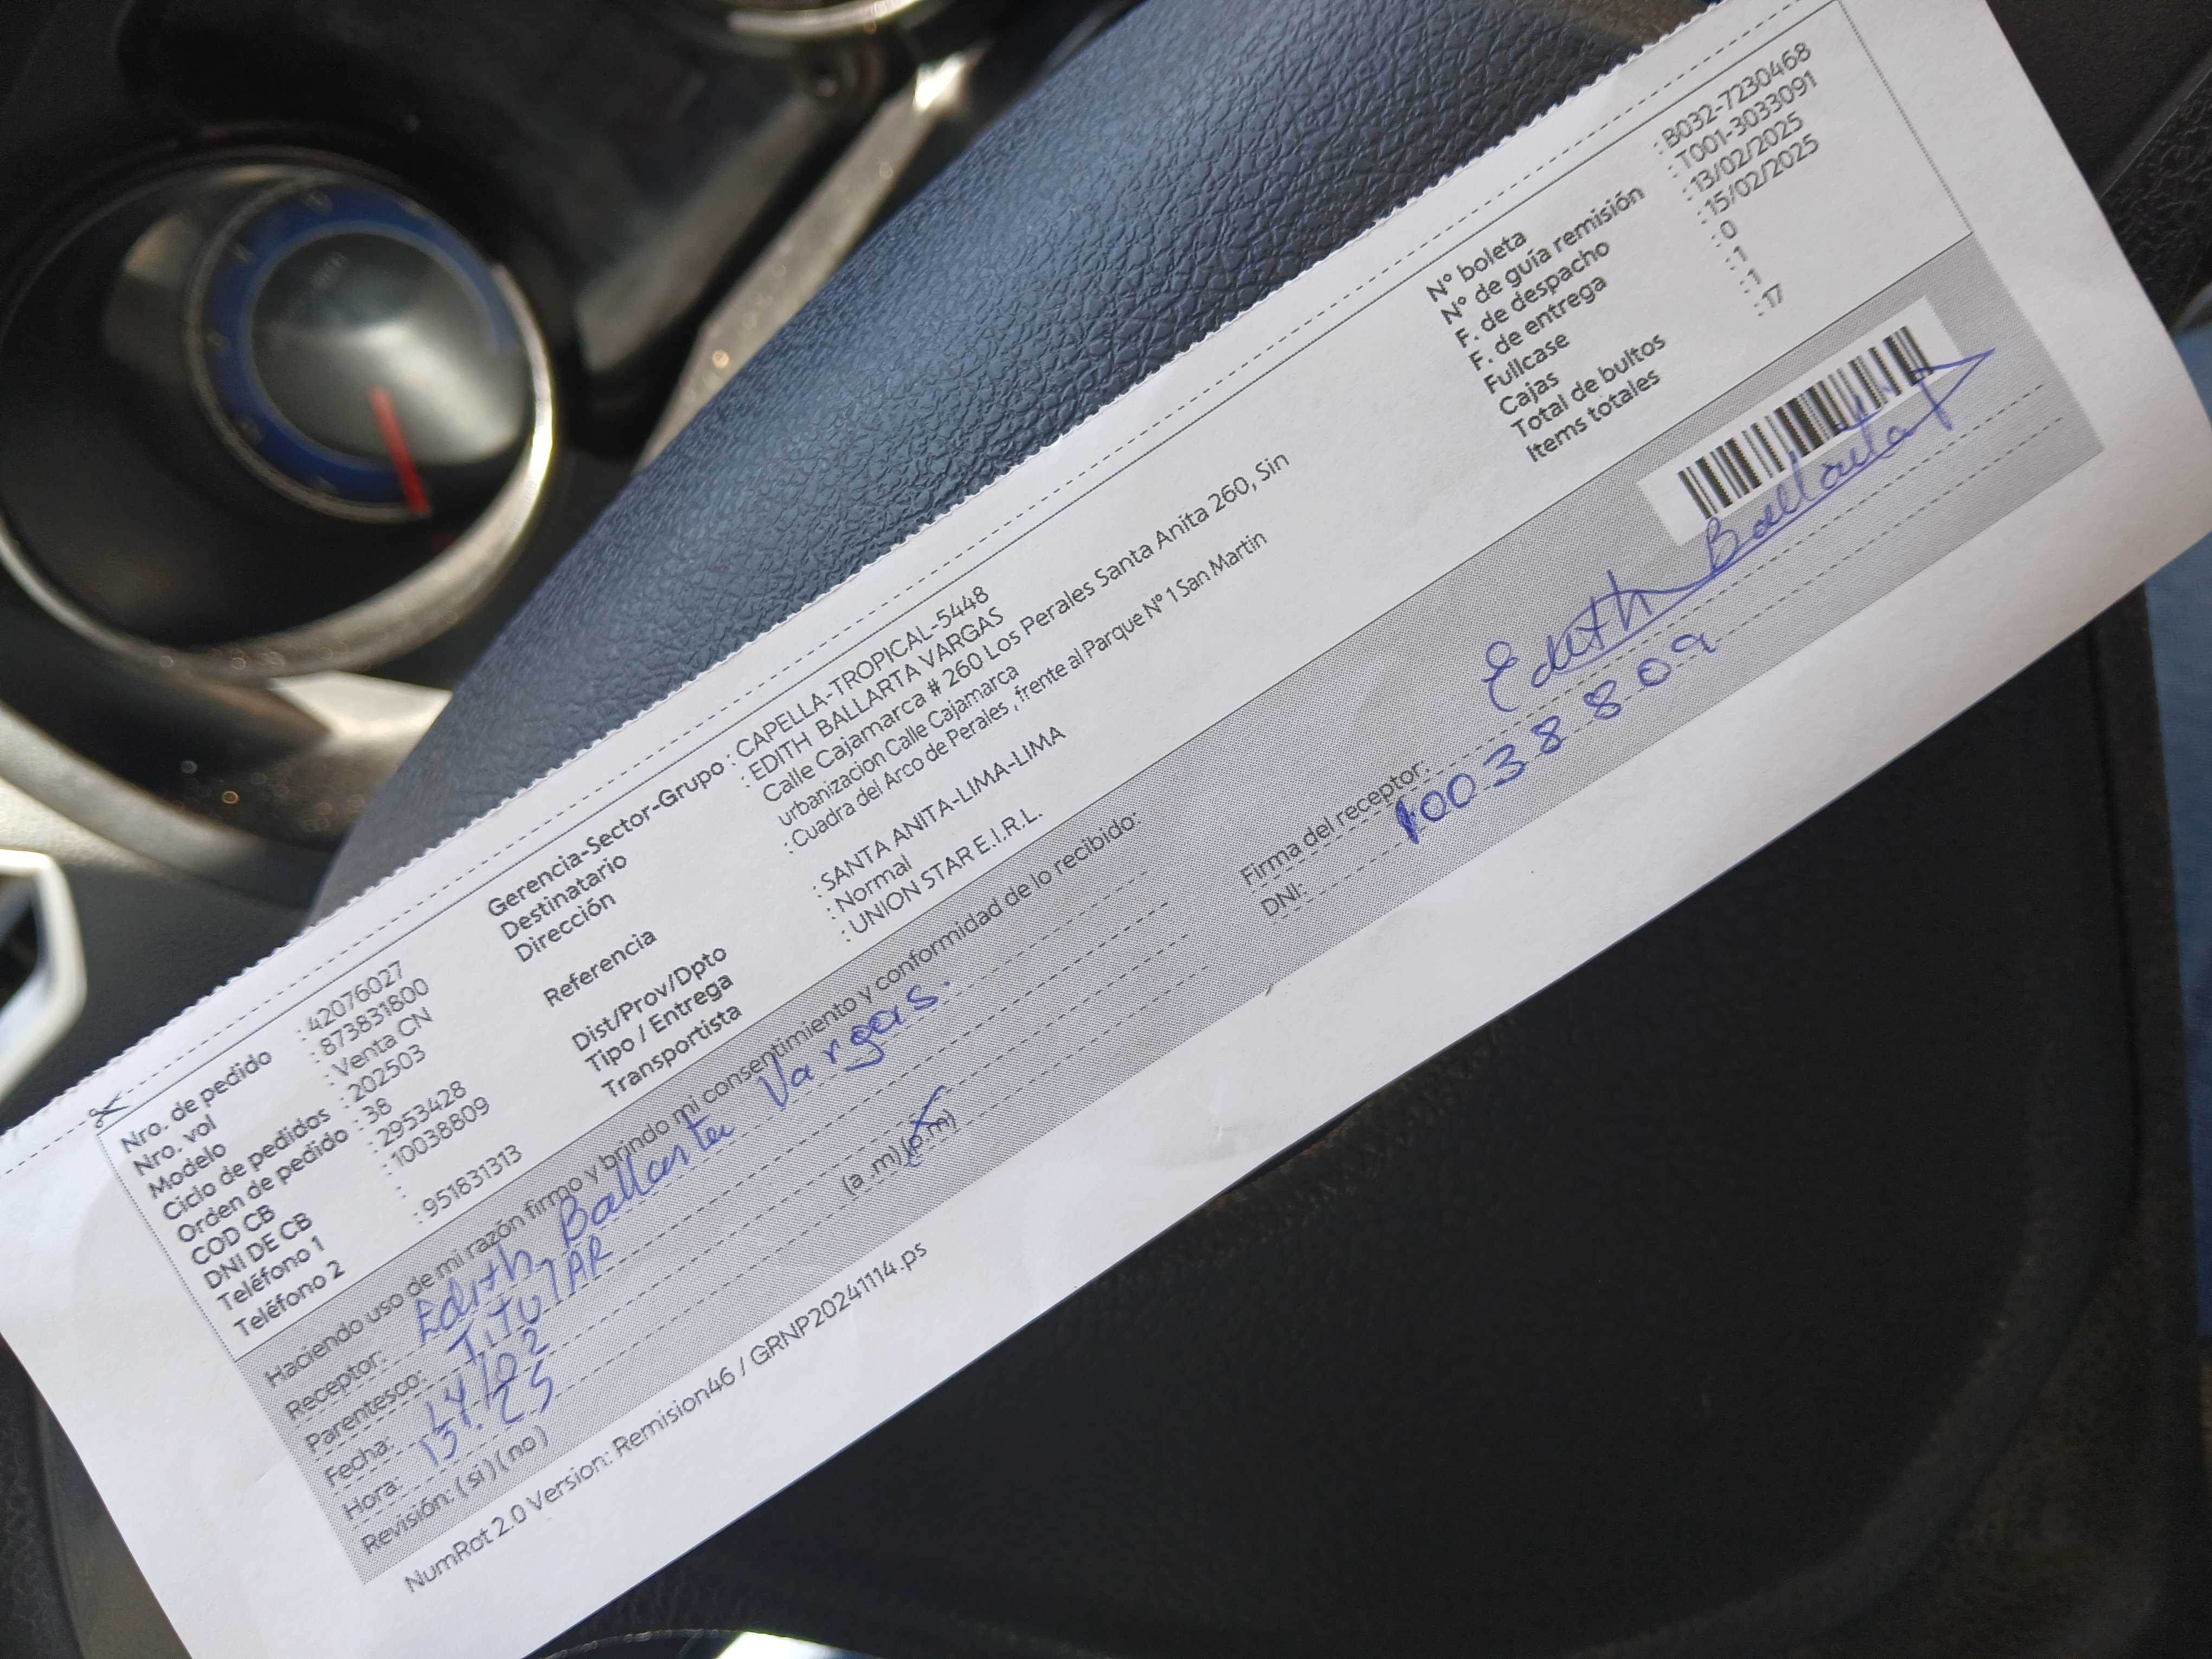 Nro. de pedido : 42076027
Nro. vol : 873831800
Modelo : Venta CN
Ciclo de pedidos : 202503
Orden de pedido : 38
COD CB : 2953428
DNI DE CB : 10038809
Teléfono 1 :
Teléfono 2 : 951831313
Gerencia-Sector-Grupo : CAPELLA-TROPICAL-5448
Destinatario : EDITH BALLARTA VARGAS
Dirección Calle Cajamarca # 260 Los Perales Santa Anita 260, Sin
urbanizacion Calle Cajamarca
Referencia : Cuadra del Arco de Perales , frente al Parque N° 1 San Martin
Dist/Prov/Dpto : SANTA ANITA-LIMA-LIMA
Tipo / Entrega : Normal
Transportista : UNION STAR E.I.R.L.
N° boleta : B032-7230468
N° de guía remisión : T001-3033091
F. de despacho : 13/02/2025
F. de entrega : 15/02/2025
Fullcase : 0
Cajas : 1
Total de bultos : 1
Items totales : 17
Haciendo uso de mi razón firmo y brindo mi consentimiento y conformidad de lo recibido:
Receptor: Edith Ballarta Vargas.
Parentesco: TITULAR
Fecha: 14/02
Hora: 13:25 (a .m) (p.m)
Revisión: ( si ) ( no )
Firma del receptor: Edith Ballarta
DNI: 10038809
NumRot 2.0 Version: Remision46 / GRNP20241114.ps